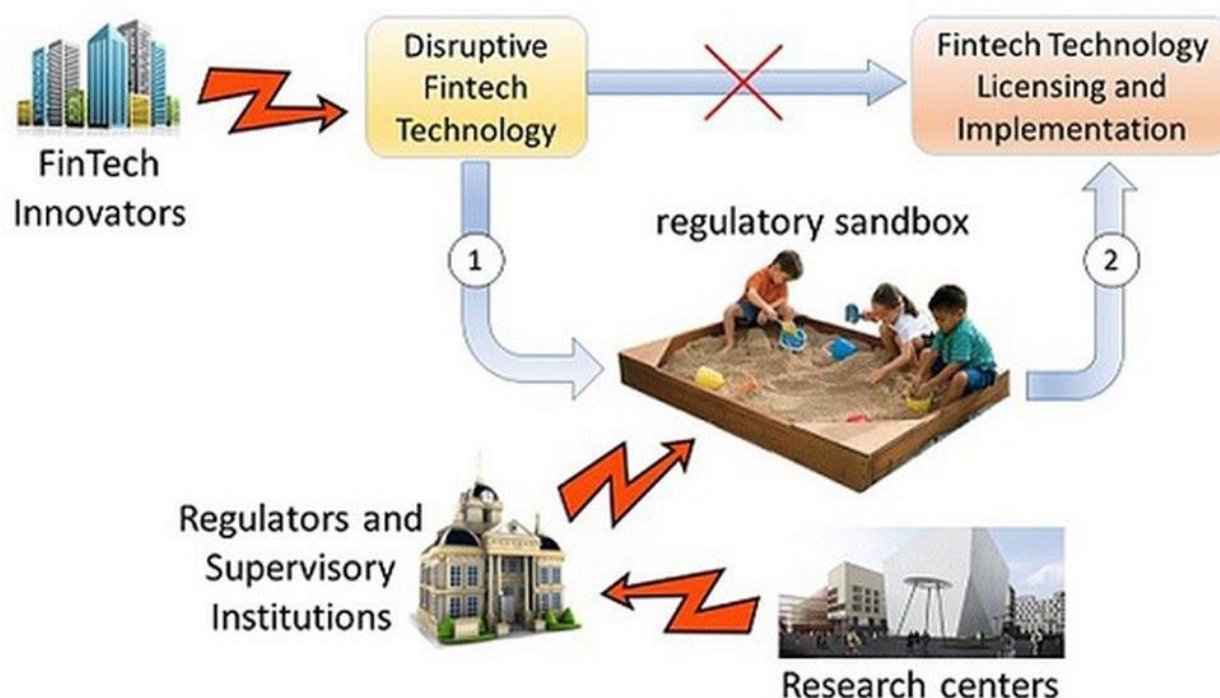 Disruptive
Fintech
Technology
Fintech Technology
Licensing and
Implementation
FinTech
Innovators
regulatory sandbox
1
2
Regulators and
Supervisory
Institutions
Research centers